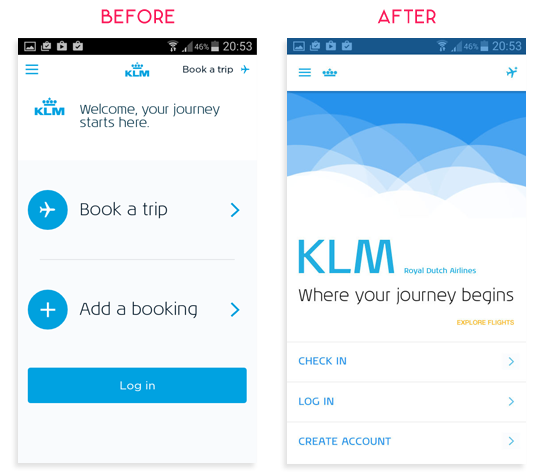 BEFORE
46% 20:53
KLM
Book a trip
KLM
Welcome, your journey
starts here.
Book a trip
Add a booking
Log in
AFTER
46% 20:53
KLM Royal Dutch Airlines
Where your journey begins
EXPLORE FLIGHTS
CHECK IN
LOG IN
CREATE ACCOUNT